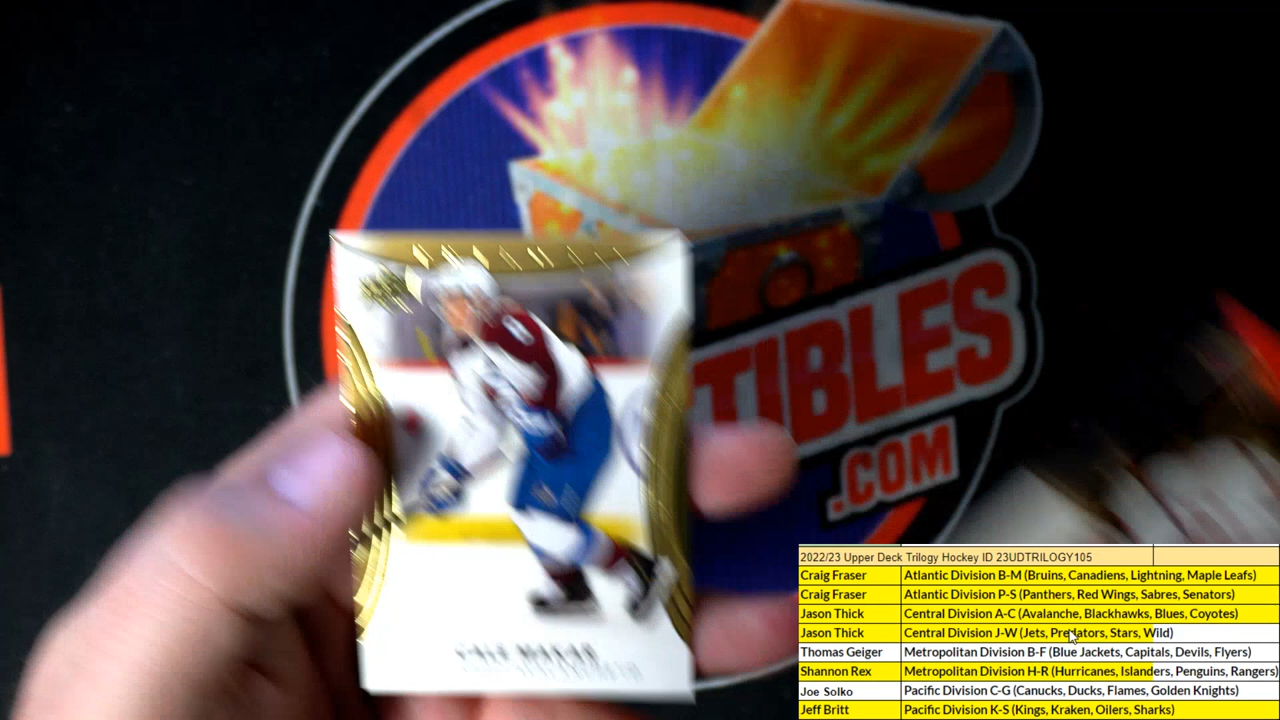 TIBLES
.COM
CALE MAKAR
2022/23 Upper Deck Trilogy Hockey ID 23UDTRILOGY105
Craig Fraser Atlantic Division B-M (Bruins, Canadiens, Lightning, Maple Leafs)
Craig Fraser Atlantic Division P-S (Panthers, Red Wings, Sabres, Senators)
Jason Thick Central Division A-C (Avalanche, Blackhawks, Blues, Coyotes)
Jason Thick Central Division J-W (Jets, Predators, Stars, Wild)
Thomas Geiger Metropolitan Division B-F (Blue Jackets, Capitals, Devils, Flyers)
Shannon Rex Metropolitan Division H-R (Hurricanes, Islanders, Penguins, Rangers)
Joe Solko Pacific Division C-G (Canucks, Ducks, Flames, Golden Knights)
Jeff Britt Pacific Division K-S (Kings, Kraken, Oilers, Sharks)